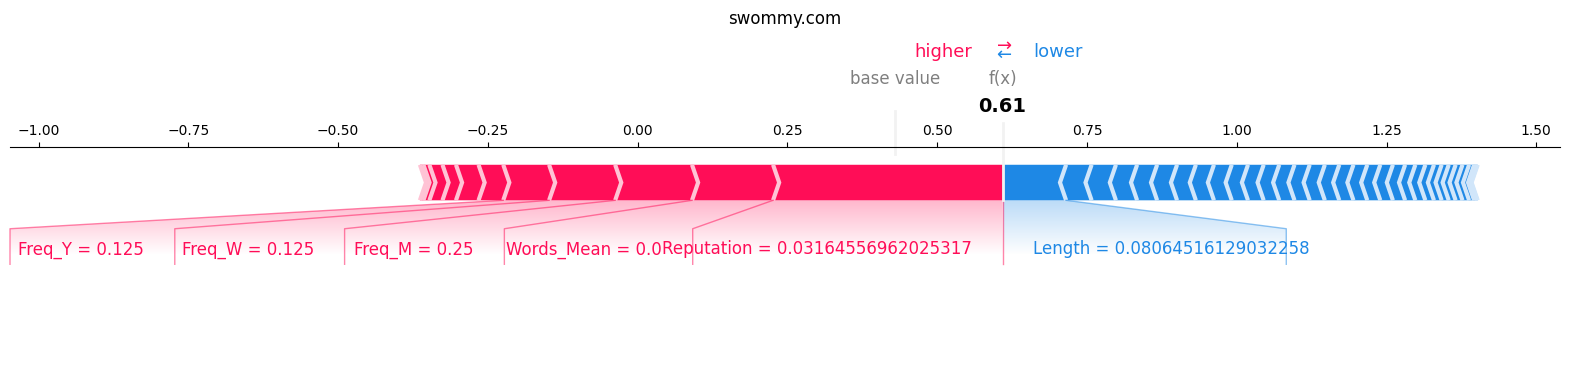 swommy.com
higher ⇄ lower
base value f(x)
0.61
−1.00 −0.75 −0.50 −0.25 0.00 0.25 0.50 0.75 1.00 1.25 1.50
Freq_Y = 0.125 Freq_W = 0.125 Freq_M = 0.25 Words_Mean = 0.0 Reputation = 0.03164556962025317 Length = 0.08064516129032258